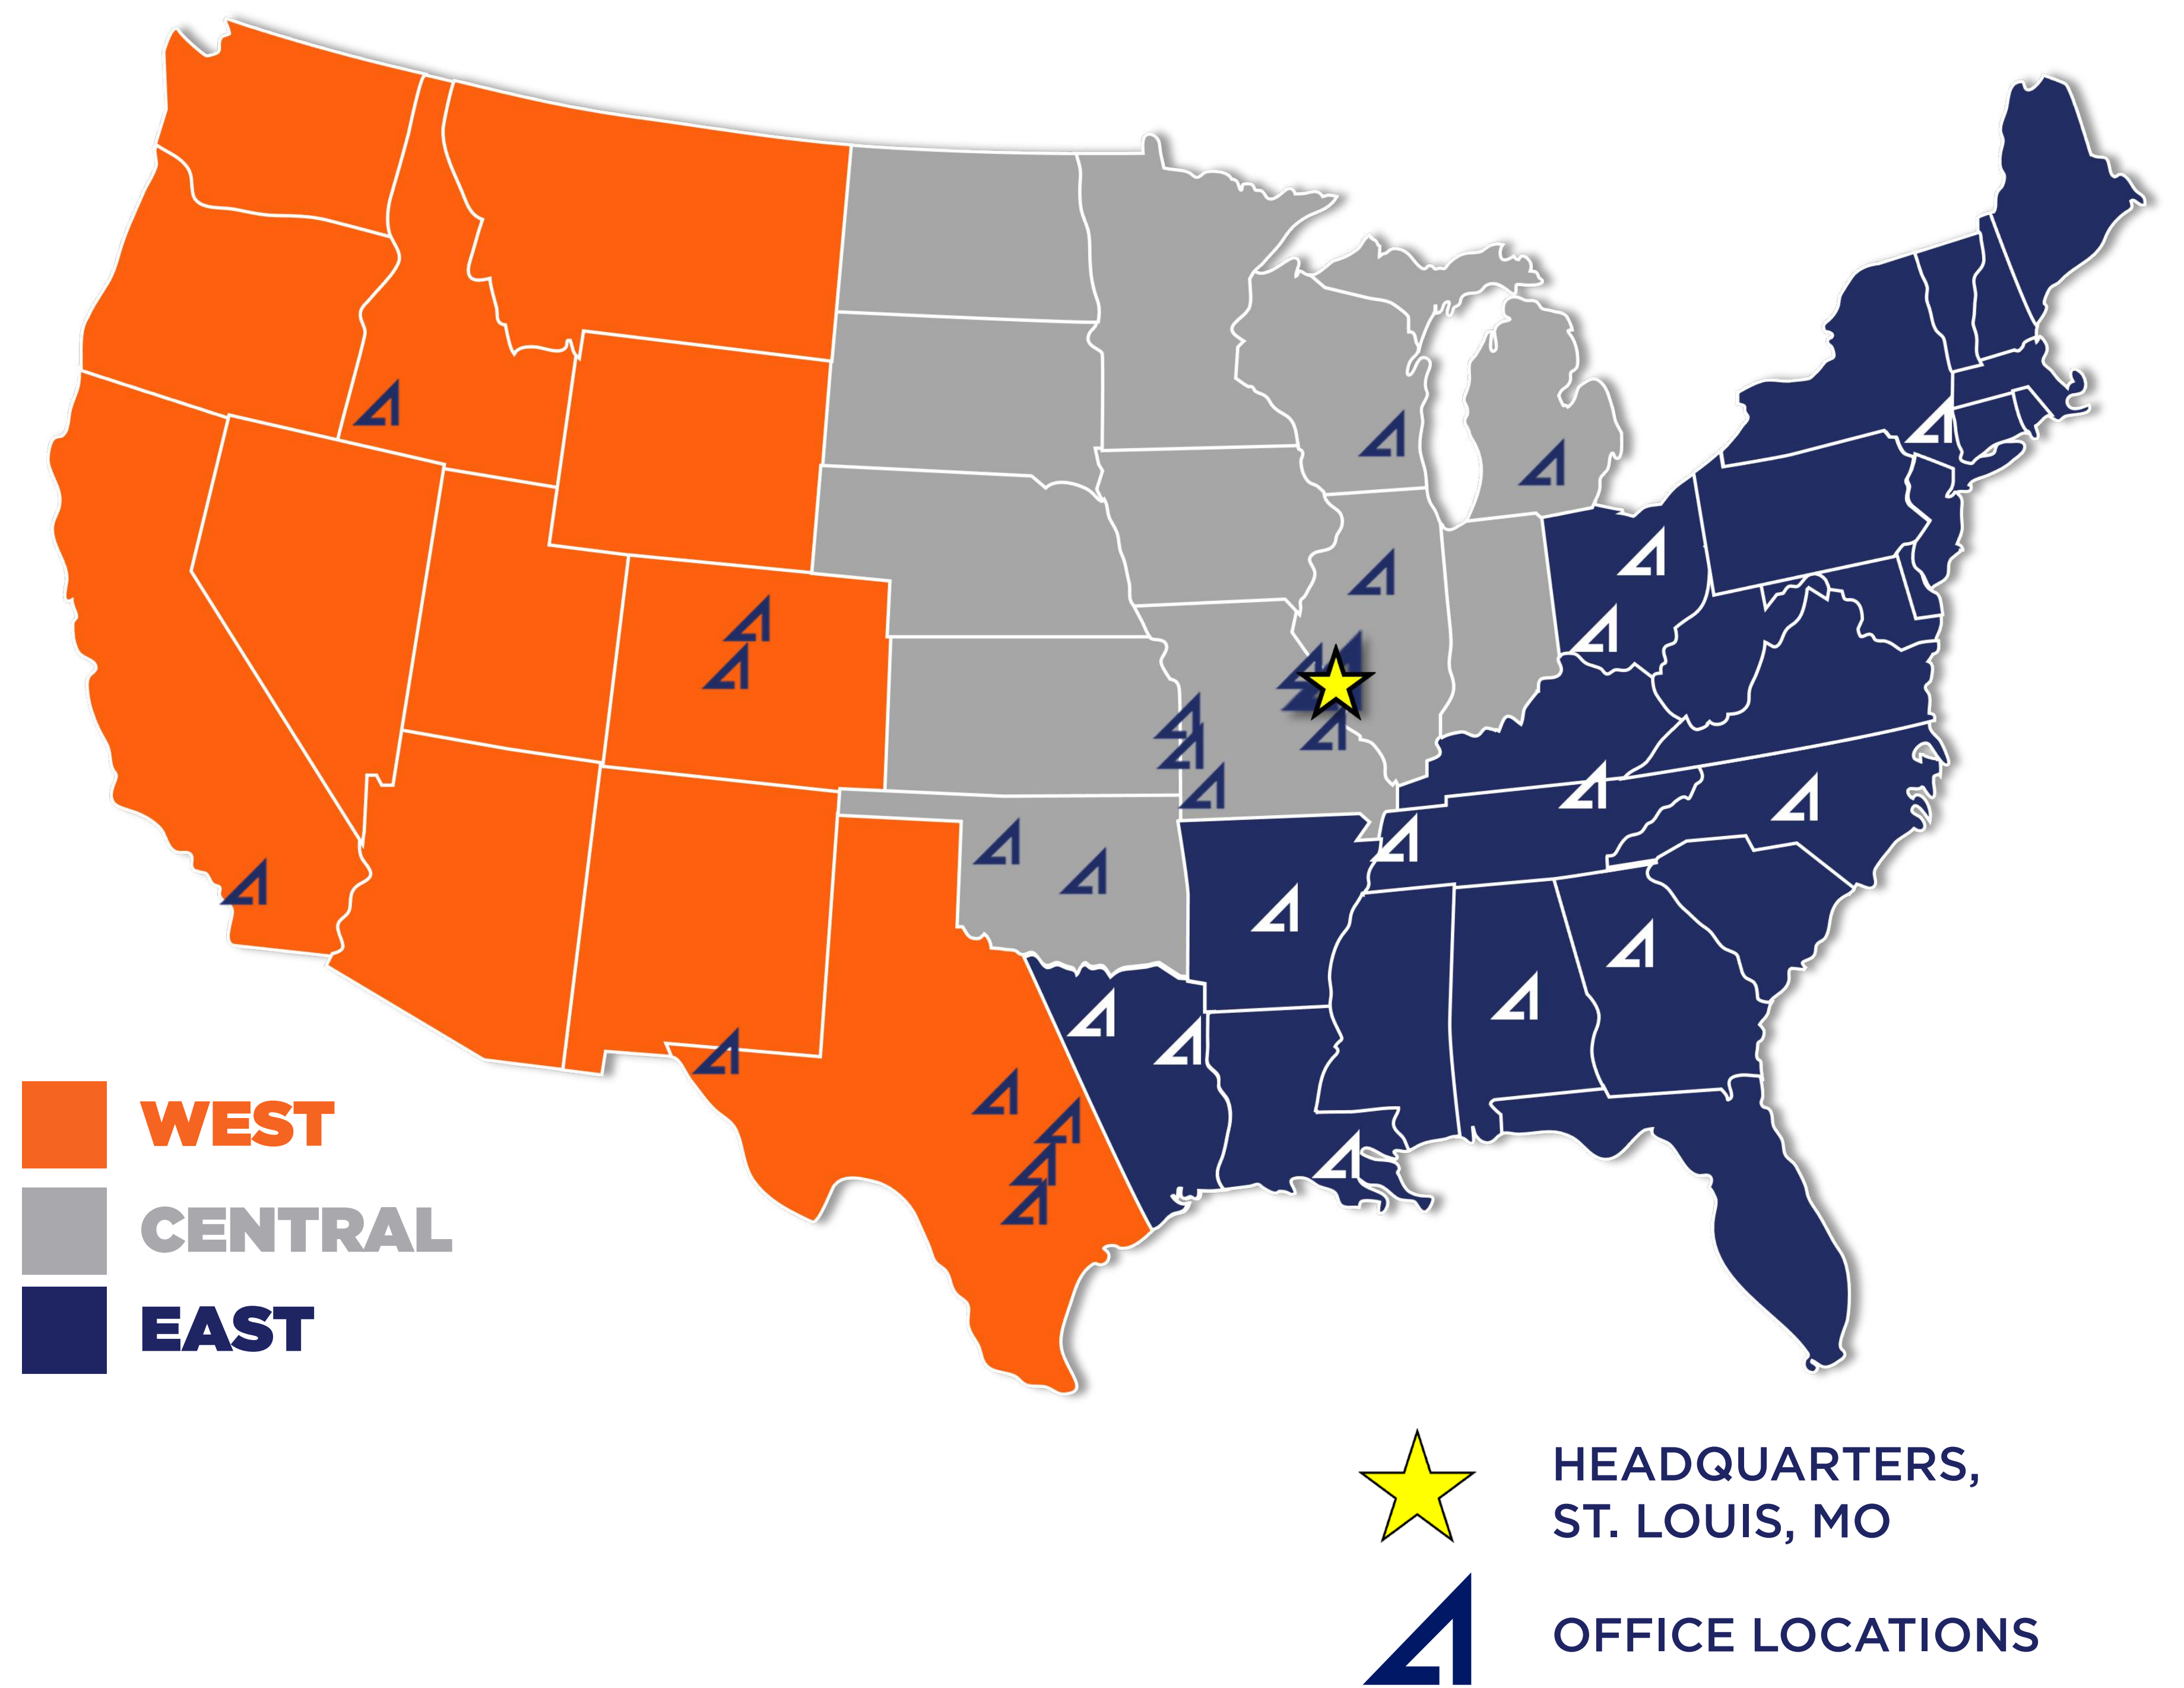 WEST
CENTRAL
EAST
HEADQUARTERS,
ST. LOUIS, MO
OFFICE LOCATIONS